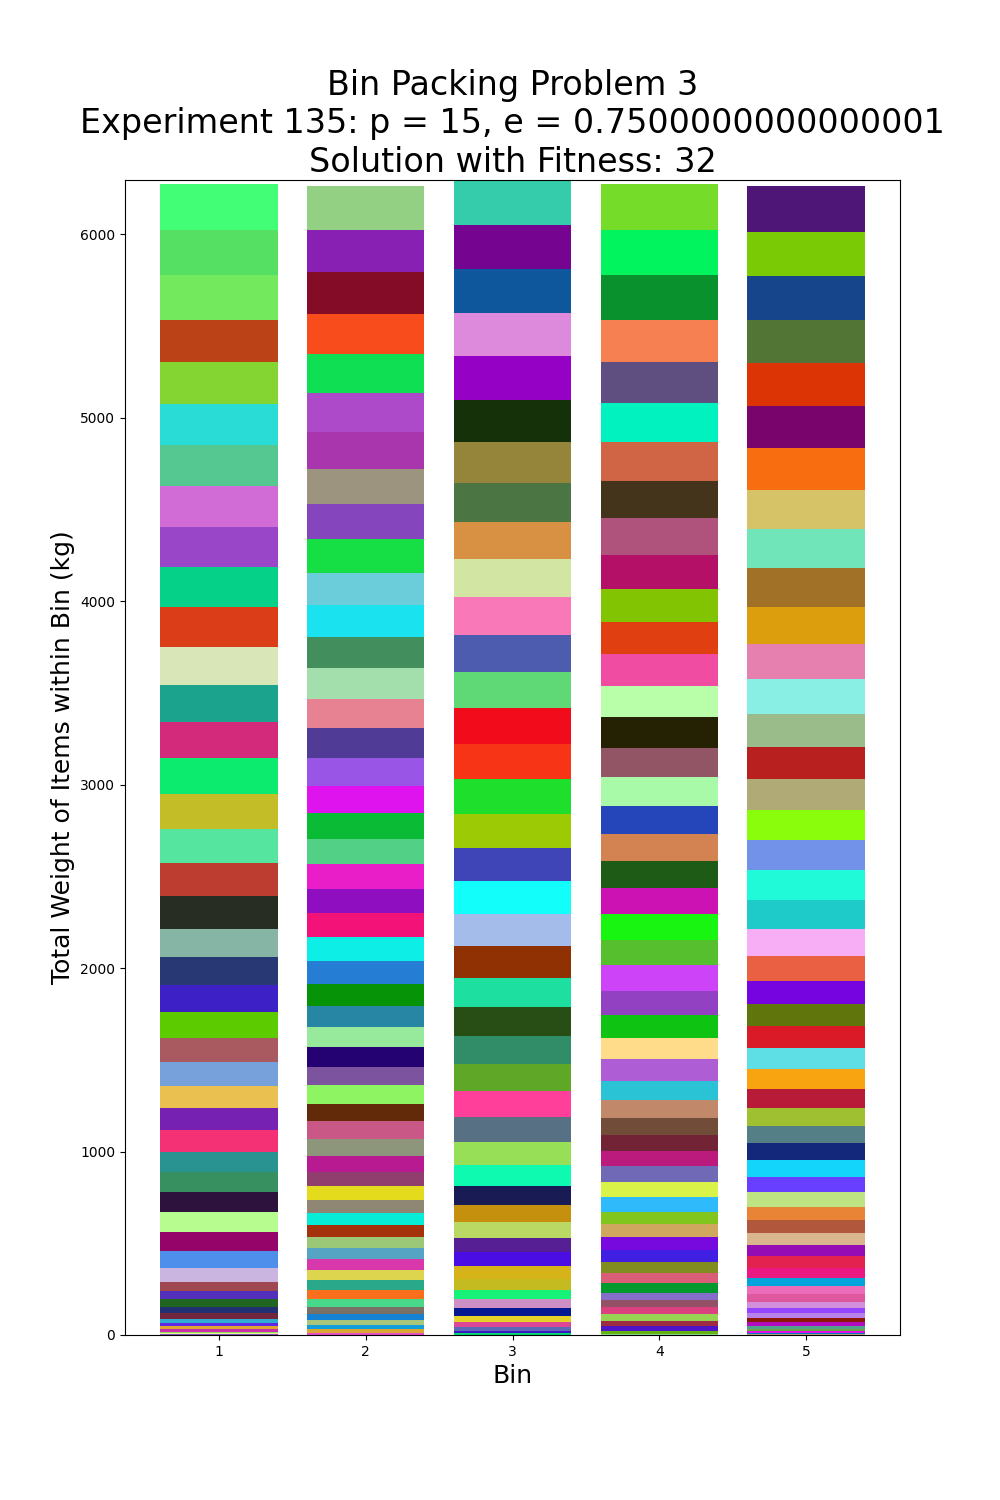 Bin Packing Problem 3
Experiment 135: p = 15, e = 0.7500000000000001
Solution with Fitness: 32
Total Weight of Items within Bin (kg)
6000
5000
4000
3000
2000
1000
0
1 2 3 4 5
Bin